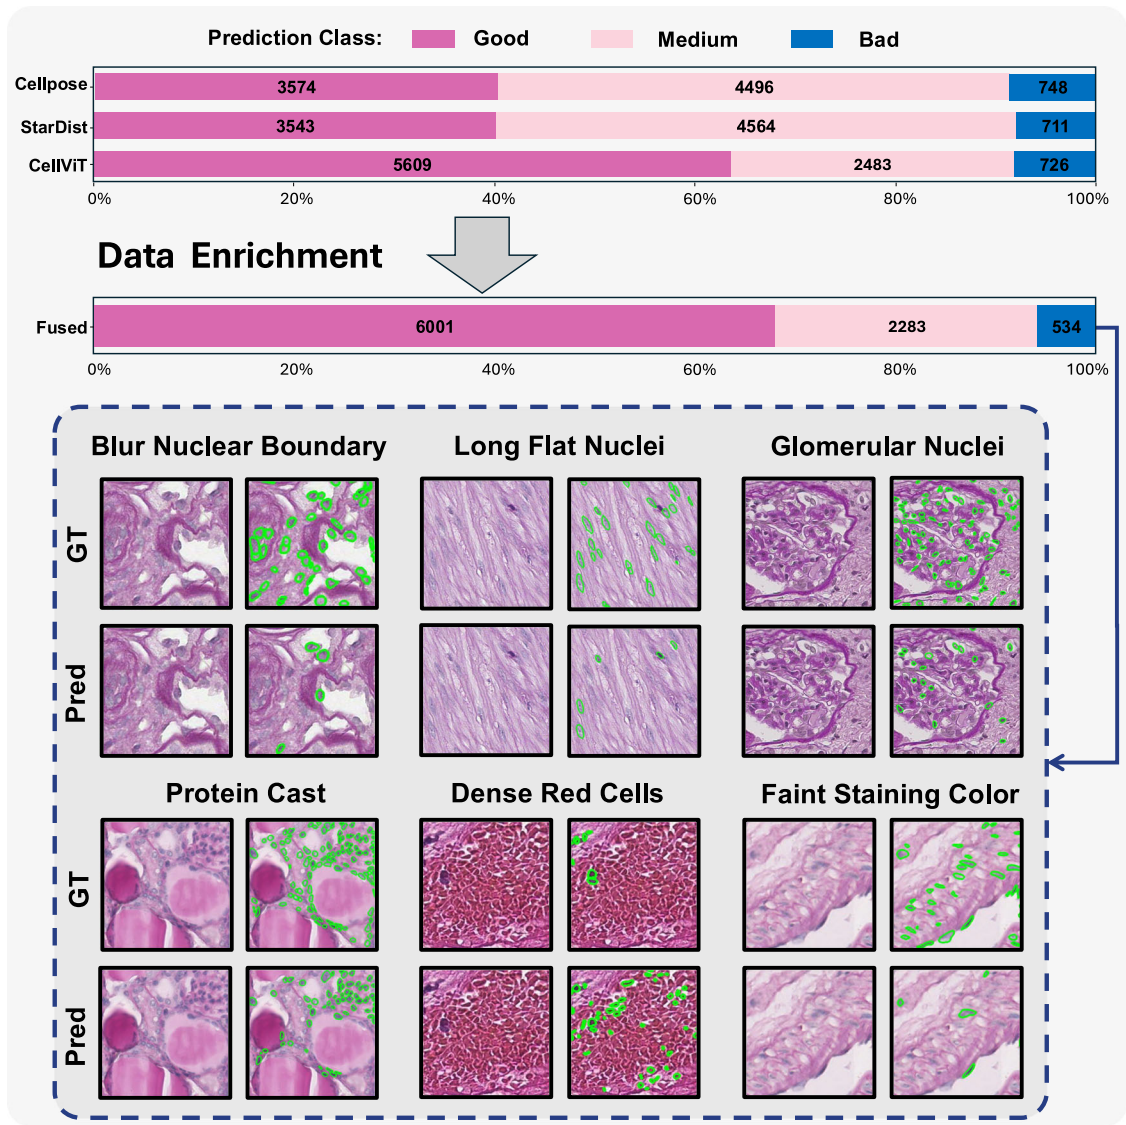 Prediction Class: Good Medium Bad
Cellpose 3574 4496 748
StarDist 3543 4564 711
CellViT 5609 2483 726
0% 20% 40% 60% 80% 100%
Data Enrichment
Fused 6001 2283 534
0% 20% 40% 60% 80% 100%
Blur Nuclear Boundary Long Flat Nuclei Glomerular Nuclei
GT
Pred
Protein Cast Dense Red Cells Faint Staining Color
GT
Pred